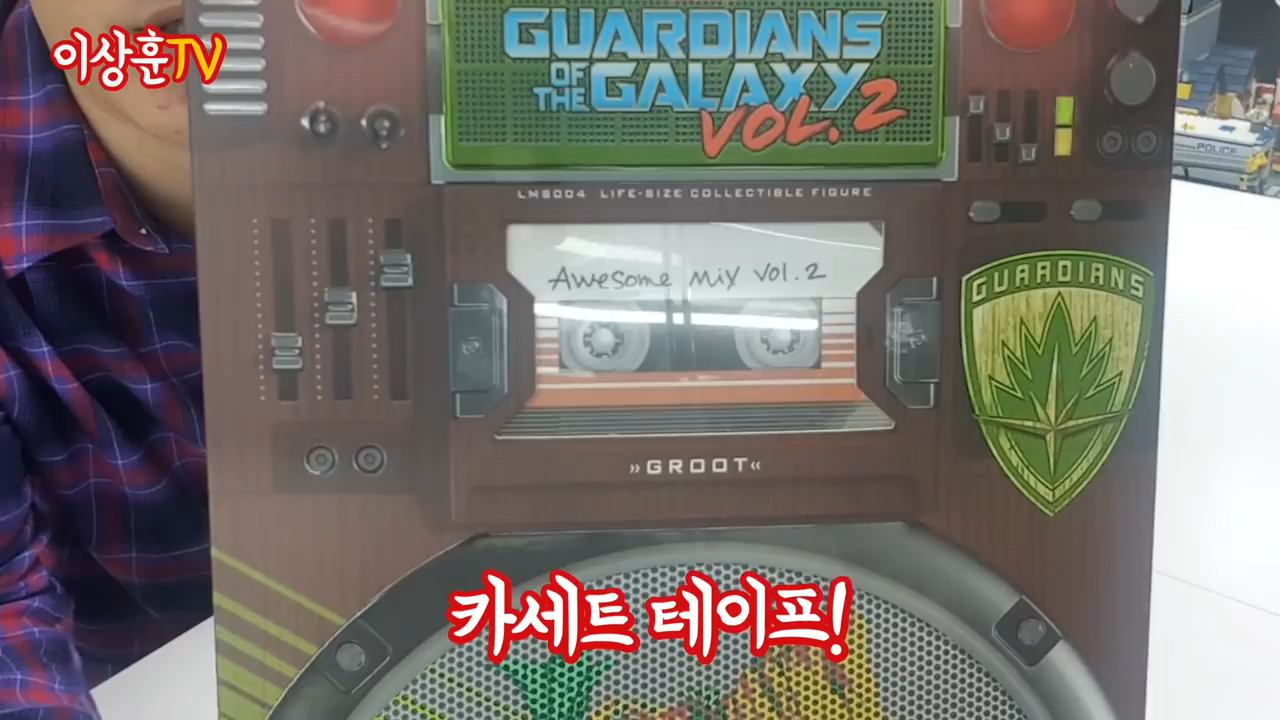 이상훈TV
GUARDIANS
OF
THE GALAXY
VOL. 2
POLICE
LMS004 LIFE-SIZE COLLECTIBLE FIGURE
Awesome Mix Vol. 2
GUARDIANS
»GROOT«
카세트 테이프!